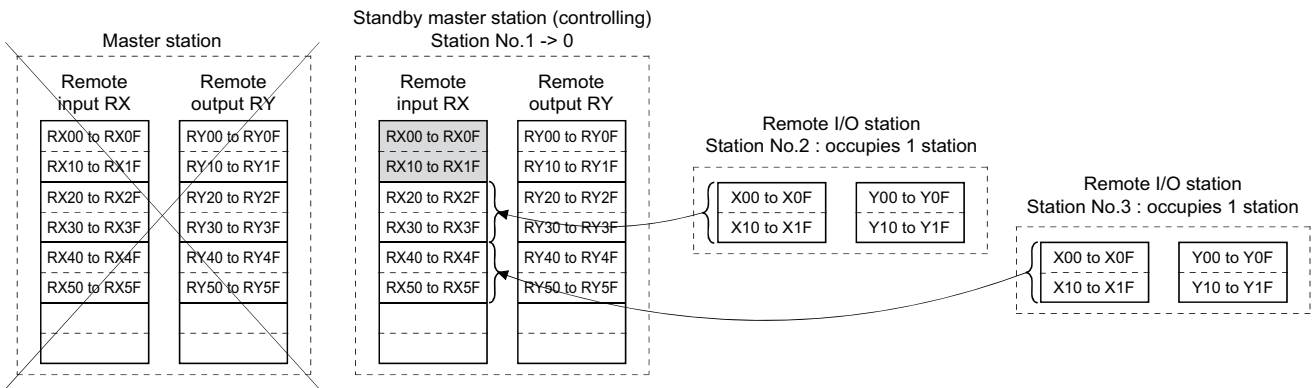 Master station
Remote input RX
Remote output RY
RX00 to RX0F
RX10 to RX1F
RX20 to RX2F
RX30 to RX3F
RX40 to RX4F
RX50 to RX5F
RY00 to RY0F
RY10 to RY1F
RY20 to RY2F
RY30 to RY3F
RY40 to RY4F
RY50 to RY5F
Standby master station (controlling)
Station No.1 -> 0
Remote input RX
Remote output RY
RX00 to RX0F
RX10 to RX1F
RX20 to RX2F
RX30 to RX3F
RX40 to RX4F
RX50 to RX5F
RY00 to RY0F
RY10 to RY1F
RY20 to RY2F
RY30 to RY3F
RY40 to RY4F
RY50 to RY5F
Remote I/O station
Station No.2 : occupies 1 station
X00 to X0F
X10 to X1F
Y00 to Y0F
Y10 to Y1F
Remote I/O station
Station No.3 : occupies 1 station
X00 to X0F
X10 to X1F
Y00 to Y0F
Y10 to Y1F